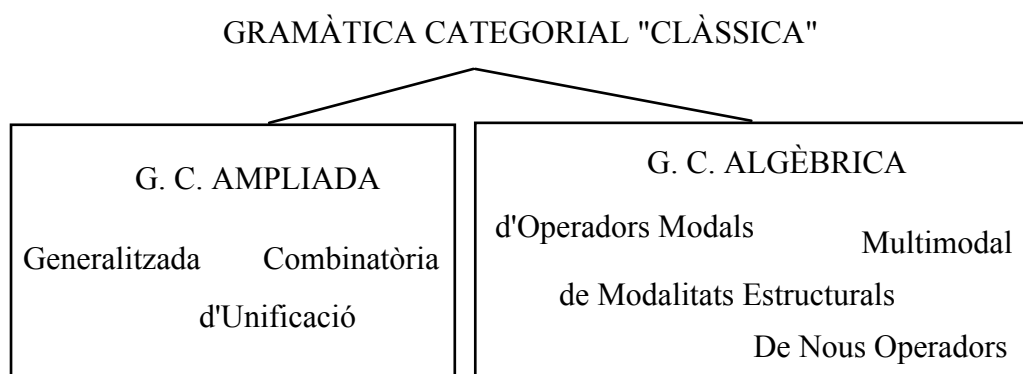 GRAMÀTICA CATEGORIAL "CLÀSSICA"
G. C. AMPLIADA
Generalitzada Combinatòria
d'Unificació
G. C. ALGÈBRICA
d'Operadors Modals
Multimodal
de Modalitats Estructurals
De Nous Operadors